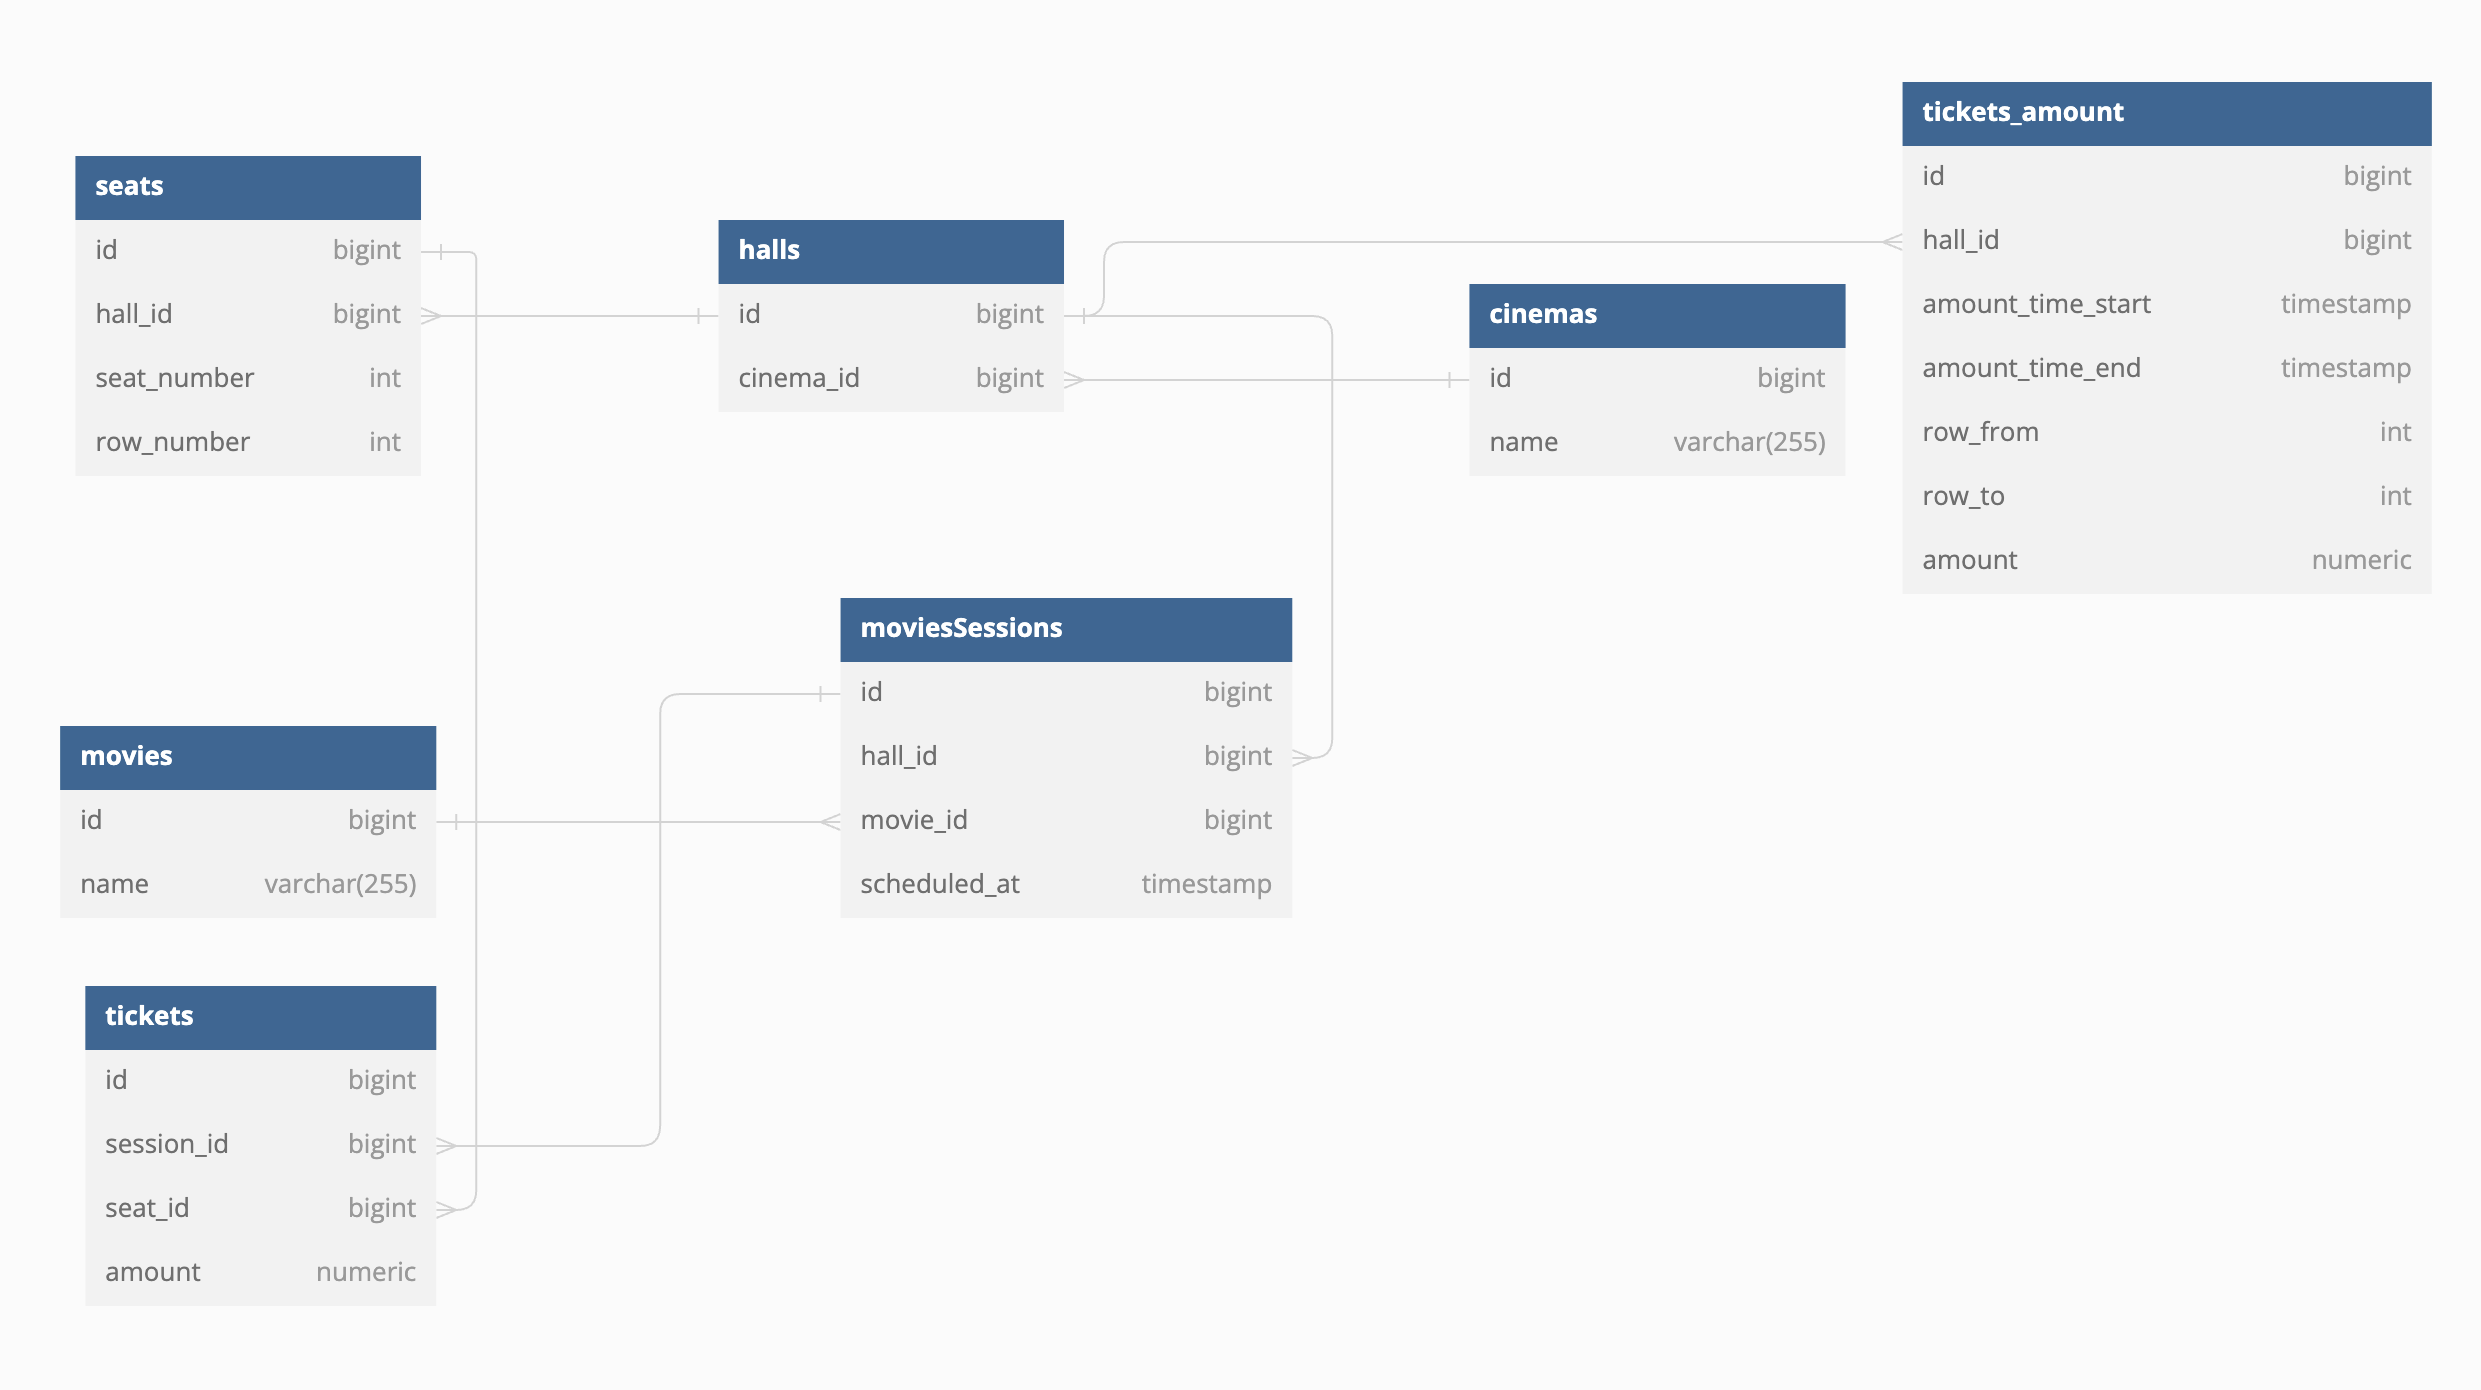 seats
id bigint
hall_id bigint
seat_number int
row_number int
halls
id bigint
cinema_id bigint
cinemas
id bigint
name varchar(255)
tickets_amount
id bigint
hall_id bigint
amount_time_start timestamp
amount_time_end timestamp
row_from int
row_to int
amount numeric
moviesSessions
id bigint
hall_id bigint
movie_id bigint
scheduled_at timestamp
movies
id bigint
name varchar(255)
tickets
id bigint
session_id bigint
seat_id bigint
amount numeric